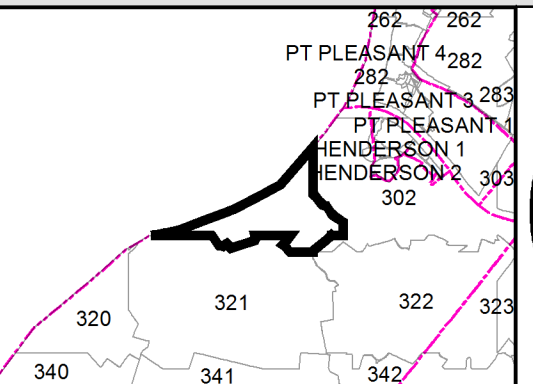 262 262
PT PLEASANT 4 282
282
PT PLEASANT 3 283
PT PLEASANT 1
HENDERSON 1
HENDERSON 2 303
302
321 322 323
320
340 341 342